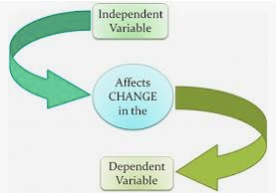 Independent
Variable
Affects
CHANGE
in the
Dependent
Variable